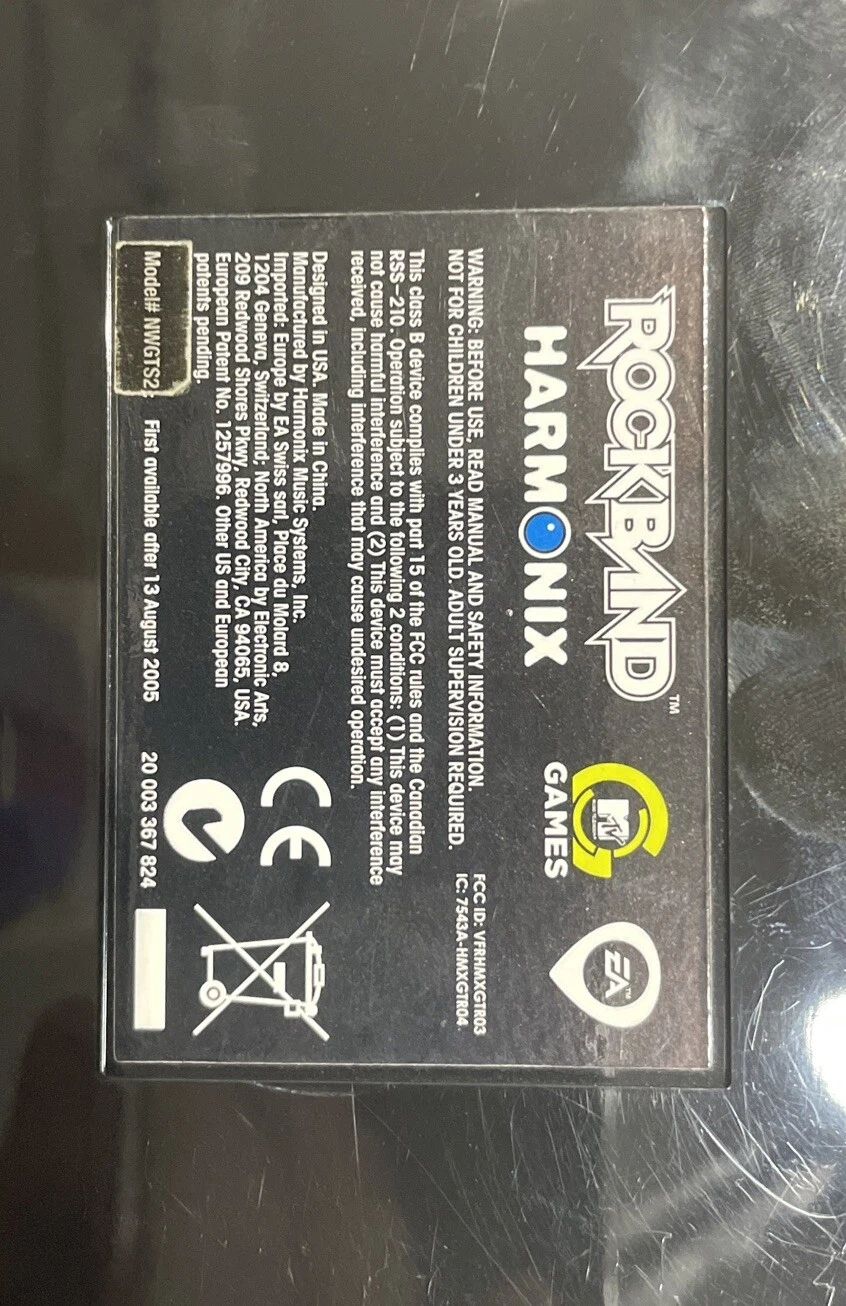 ROCKBAND™
HARMONIX
MTV
G
GAMES
EA™
WARNING: BEFORE USE, READ MANUAL AND SAFETY INFORMATION.
NOT FOR CHILDREN UNDER 3 YEARS OLD. ADULT SUPERVISION REQUIRED.
FCC ID: VFRHMXGTR03
IC: 7543A-HMXGTR04
This class B device complies with part 15 of the FCC rules and the Canadian
RSS-210. Operation subject to the following 2 conditions: (1) This device may
not cause harmful interference and (2) This device must accept any interference
received, including interference that may cause undesired operation.
Designed in USA. Made in China.
Manufactured by Harmonix Music Systems, Inc.
Imported: Europe by EA Swiss sarl, Place du Molard 8,
1204 Geneva, Switzerland; North America by Electronic Arts,
209 Redwood Shores Pkwy, Redwood City, CA 94065, USA.
European Patent No. 1257996. Other US and European
patents pending.
CE
Model# NWGTS2 First available after 13 August 2005 20 003 367 824